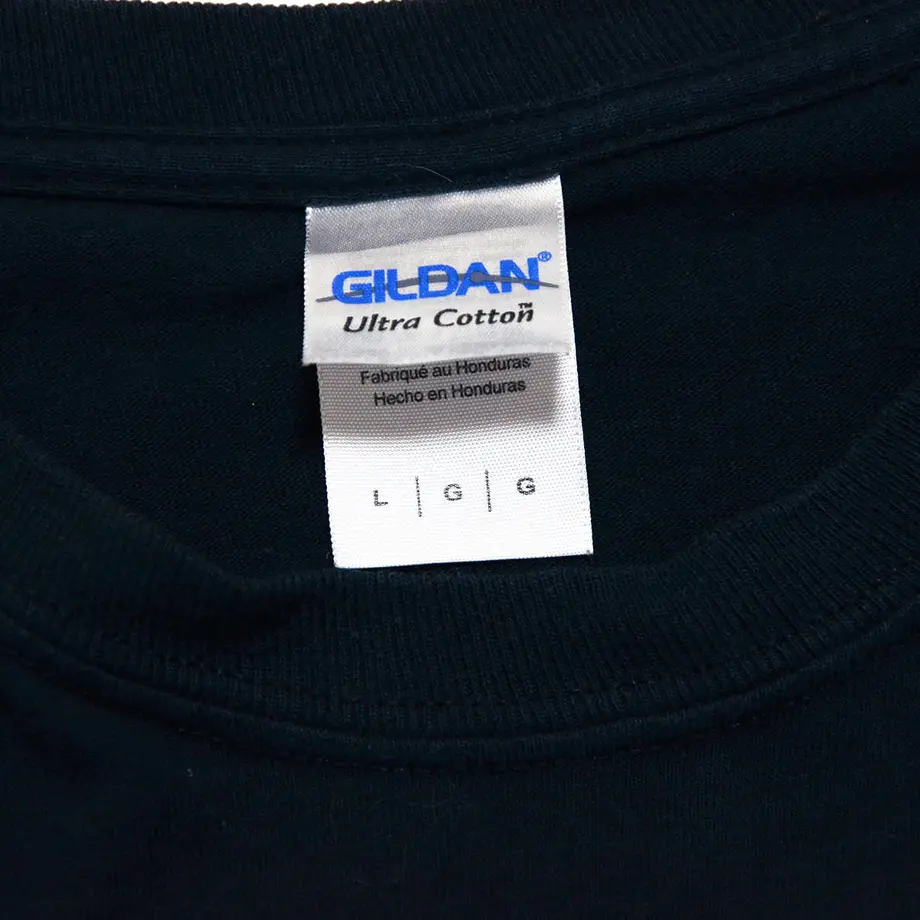 GILDAN®
Ultra Cotton™
Fabriqué au Honduras
Hecho en Honduras
L | G | G